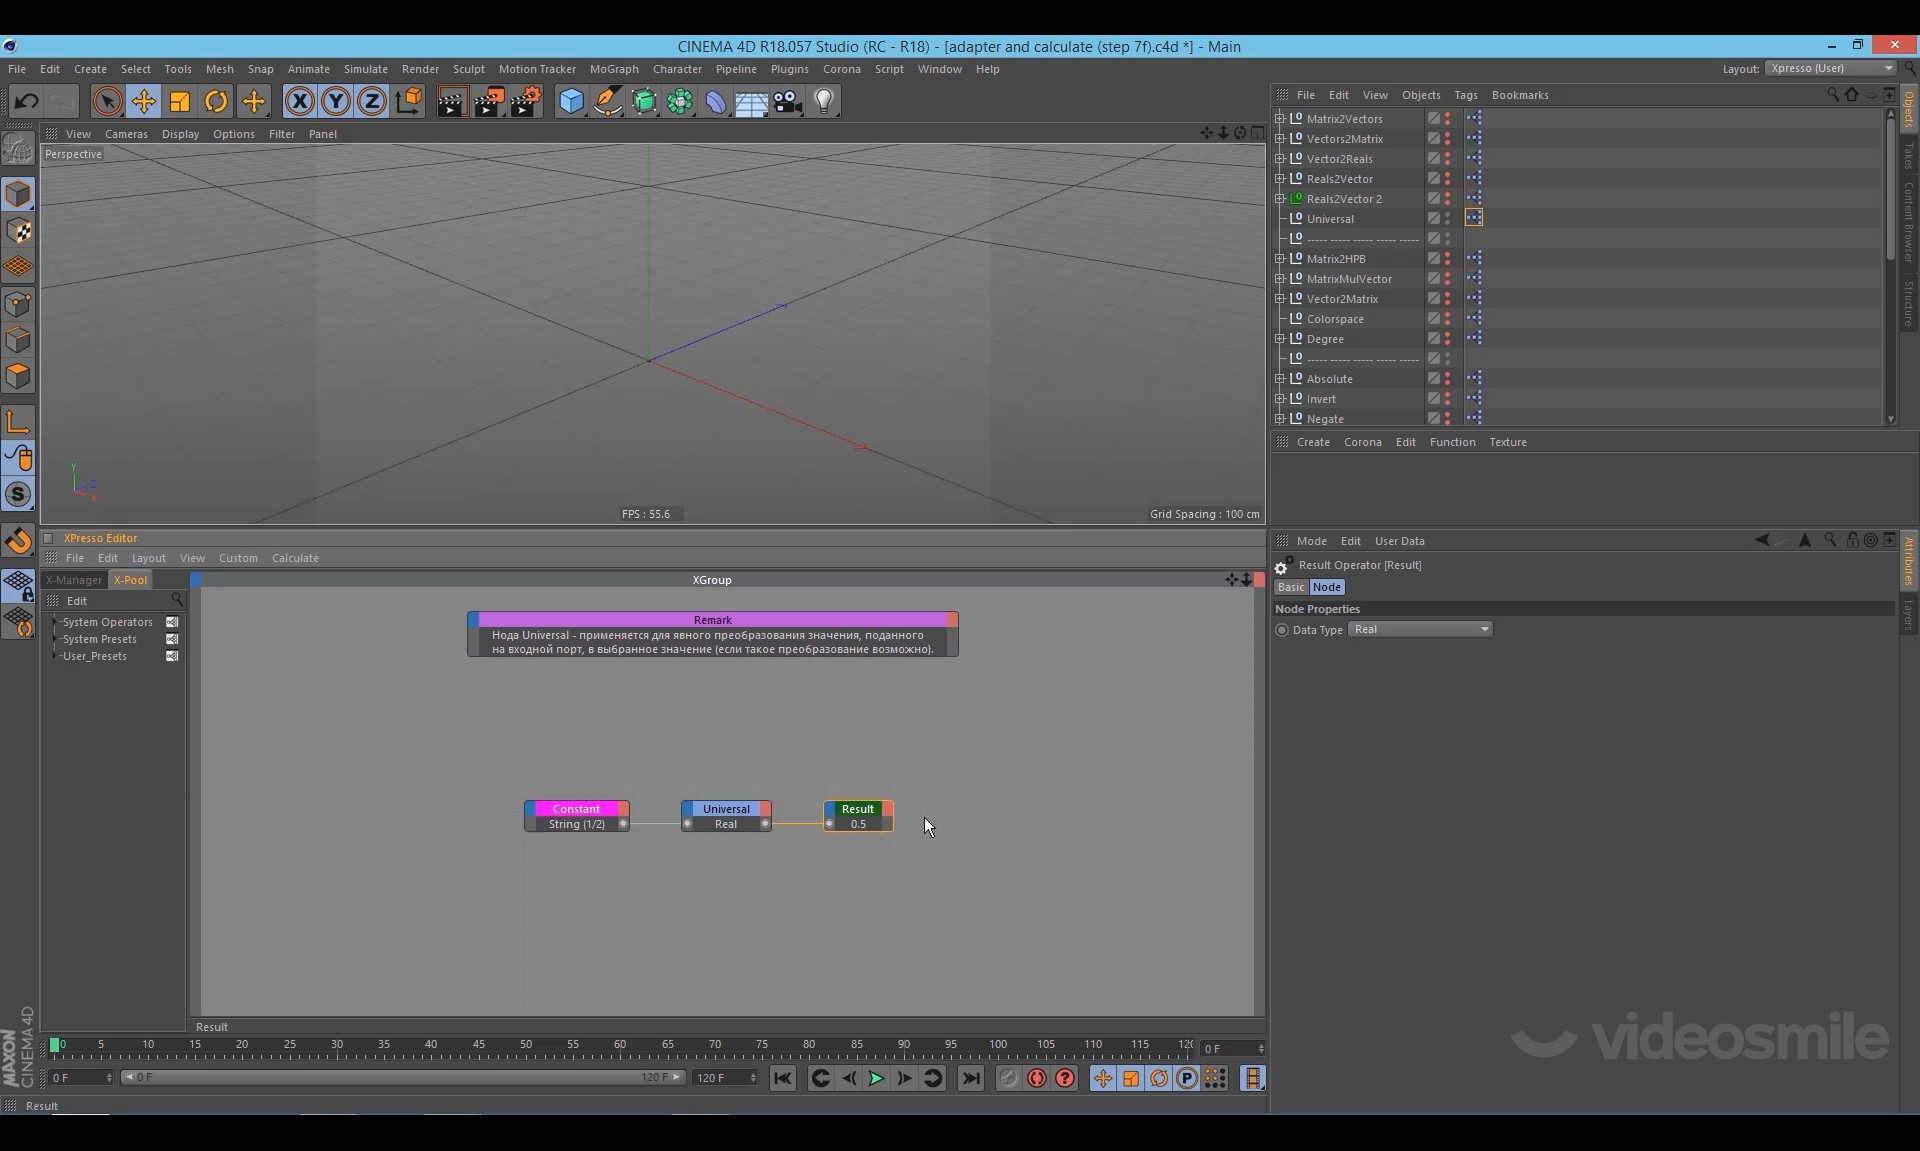 CINEMA 4D R18.057 Studio (RC - R18) - [adapter and calculate (step 7f).c4d *] - Main
File Edit Create Select Tools Mesh Snap Animate Simulate Render Sculpt Motion Tracker MoGraph Character Pipeline Plugins Corona Script Window Help
Layout: Xpresso (User)
File Edit View Objects Tags Bookmarks
View Cameras Display Options Filter Panel
Perspective
FPS : 55.6
Grid Spacing : 100 cm
Matrix2Vectors
Vectors2Matrix
Vector2Reals
Reals2Vector
Reals2Vector 2
Universal
----- ----- ----- ----- -----
Matrix2HPB
MatrixMulVector
Vector2Matrix
Colorspace
Degree
----- ----- ----- ----- -----
Absolute
Invert
Negate
Objects
Takes
Content Browser
Structure
Create Corona Edit Function Texture
XPresso Editor
File Edit Layout View Custom Calculate
X-Manager X-Pool
XGroup
Edit
System Operators
System Presets
User_Presets
Remark
Нода Universal - применяется для явного преобразования значения, поданного
на входной порт, в выбранное значение (если такое преобразование возможно).
Constant
String (1/2)
Universal
Real
Result
0.5
Result
Mode Edit User Data
Result Operator [Result]
Basic Node
Node Properties
Data Type Real
Attributes
Layers
0 5 10 15 20 25 30 35 40 45 50 55 60 65 70 75 80 85 90 95 100 105 110 115 120
0 F
0 F 0 F 120 F 120 F
Result
MAXON
CINEMA 4D
videosmile